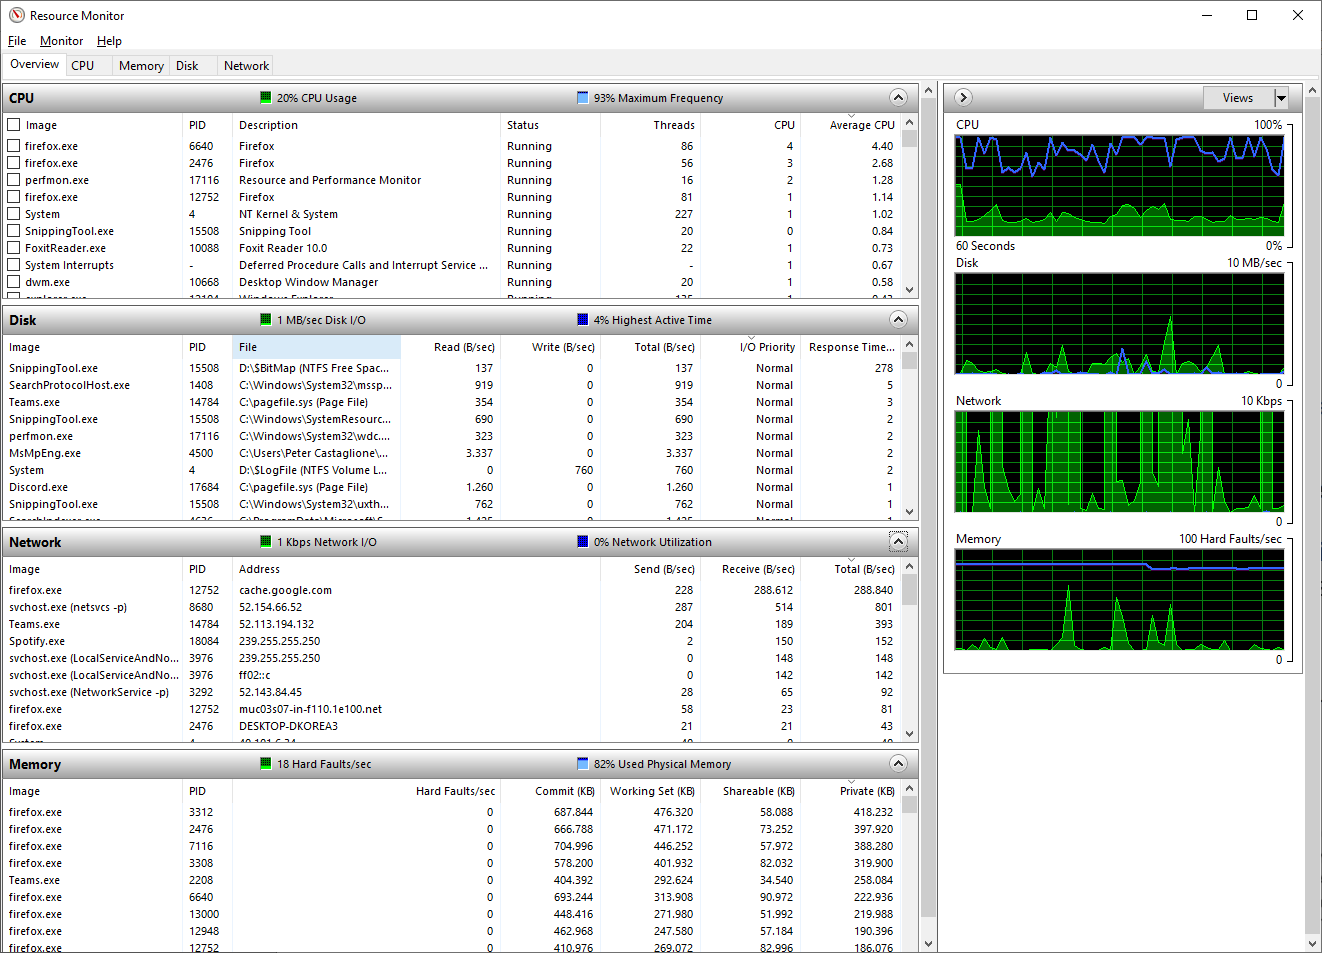 Resource Monitor
File Monitor Help
Overview CPU Memory Disk Network
CPU 20% CPU Usage 93% Maximum Frequency
Image PID Description Status Threads CPU Average CPU
firefox.exe 6640 Firefox Running 86 4 4.40
firefox.exe 2476 Firefox Running 56 3 2.68
perfmon.exe 17116 Resource and Performance Monitor Running 16 2 1.28
firefox.exe 12752 Firefox Running 81 1 1.14
System 4 NT Kernel & System Running 227 1 1.02
SnippingTool.exe 15508 Snipping Tool Running 20 0 0.84
FoxitReader.exe 10088 Foxit Reader 10.0 Running 22 1 0.73
System Interrupts - Deferred Procedure Calls and Interrupt Service ... Running - 1 0.67
dwm.exe 10668 Desktop Window Manager Running 20 1 0.58
Disk 1 MB/sec Disk I/O 4% Highest Active Time
Image PID File Read (B/sec) Write (B/sec) Total (B/sec) I/O Priority Response Time...
SnippingTool.exe 15508 D:\$BitMap (NTFS Free Spac... 137 0 137 Normal 278
SearchProtocolHost.exe 1408 C:\Windows\System32\mssp... 919 0 919 Normal 5
Teams.exe 14784 C:\pagefile.sys (Page File) 354 0 354 Normal 3
SnippingTool.exe 15508 C:\Windows\SystemResourc... 690 0 690 Normal 2
perfmon.exe 17116 C:\Windows\System32\wdc.... 323 0 323 Normal 2
MsMpEng.exe 4500 C:\Users\Peter Castaglione\... 3.337 0 3.337 Normal 2
System 4 D:\$LogFile (NTFS Volume L... 0 760 760 Normal 2
Discord.exe 17684 C:\pagefile.sys (Page File) 1.260 0 1.260 Normal 1
SnippingTool.exe 15508 C:\Windows\System32\uxth... 762 0 762 Normal 1
Network 1 Kbps Network I/O 0% Network Utilization
Image PID Address Send (B/sec) Receive (B/sec) Total (B/sec)
firefox.exe 12752 cache.google.com 228 288.612 288.840
svchost.exe (netsvcs -p) 8680 52.154.66.52 287 514 801
Teams.exe 14784 52.113.194.132 204 189 393
Spotify.exe 18084 239.255.255.250 2 150 152
svchost.exe (LocalServiceAndNo... 3976 239.255.255.250 0 148 148
svchost.exe (LocalServiceAndNo... 3976 ff02::c 0 142 142
svchost.exe (NetworkService -p) 3292 52.143.84.45 28 65 92
firefox.exe 12752 muc03s07-in-f110.1e100.net 58 23 81
firefox.exe 2476 DESKTOP-DKOREA3 21 21 43
Memory 18 Hard Faults/sec 82% Used Physical Memory
Image PID Hard Faults/sec Commit (KB) Working Set (KB) Shareable (KB) Private (KB)
firefox.exe 3312 0 687.844 476.320 58.088 418.232
firefox.exe 2476 0 666.788 471.172 73.252 397.920
firefox.exe 7116 0 704.996 446.252 57.972 388.280
firefox.exe 3308 0 578.200 401.932 82.032 319.900
Teams.exe 2208 0 404.392 292.624 34.540 258.084
firefox.exe 6640 0 693.244 313.908 90.972 222.936
firefox.exe 13000 0 448.416 271.980 51.992 219.988
firefox.exe 12948 0 462.968 247.580 57.184 190.396
firefox.exe 12752 0 410.976 269.072 82.996 186.076
Views
CPU 100%
60 Seconds 0%
Disk 10 MB/sec
0
Network 10 Kbps
0
Memory 100 Hard Faults/sec
0